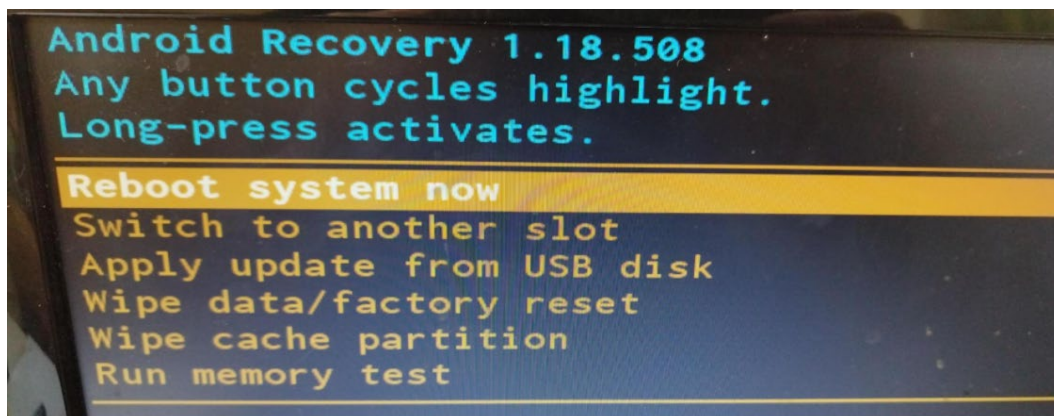 Android Recovery 1.18.508
Any button cycles highlight.
Long-press activates.
Reboot system now
Switch to another slot
Apply update from USB disk
Wipe data/factory reset
Wipe cache partition
Run memory test